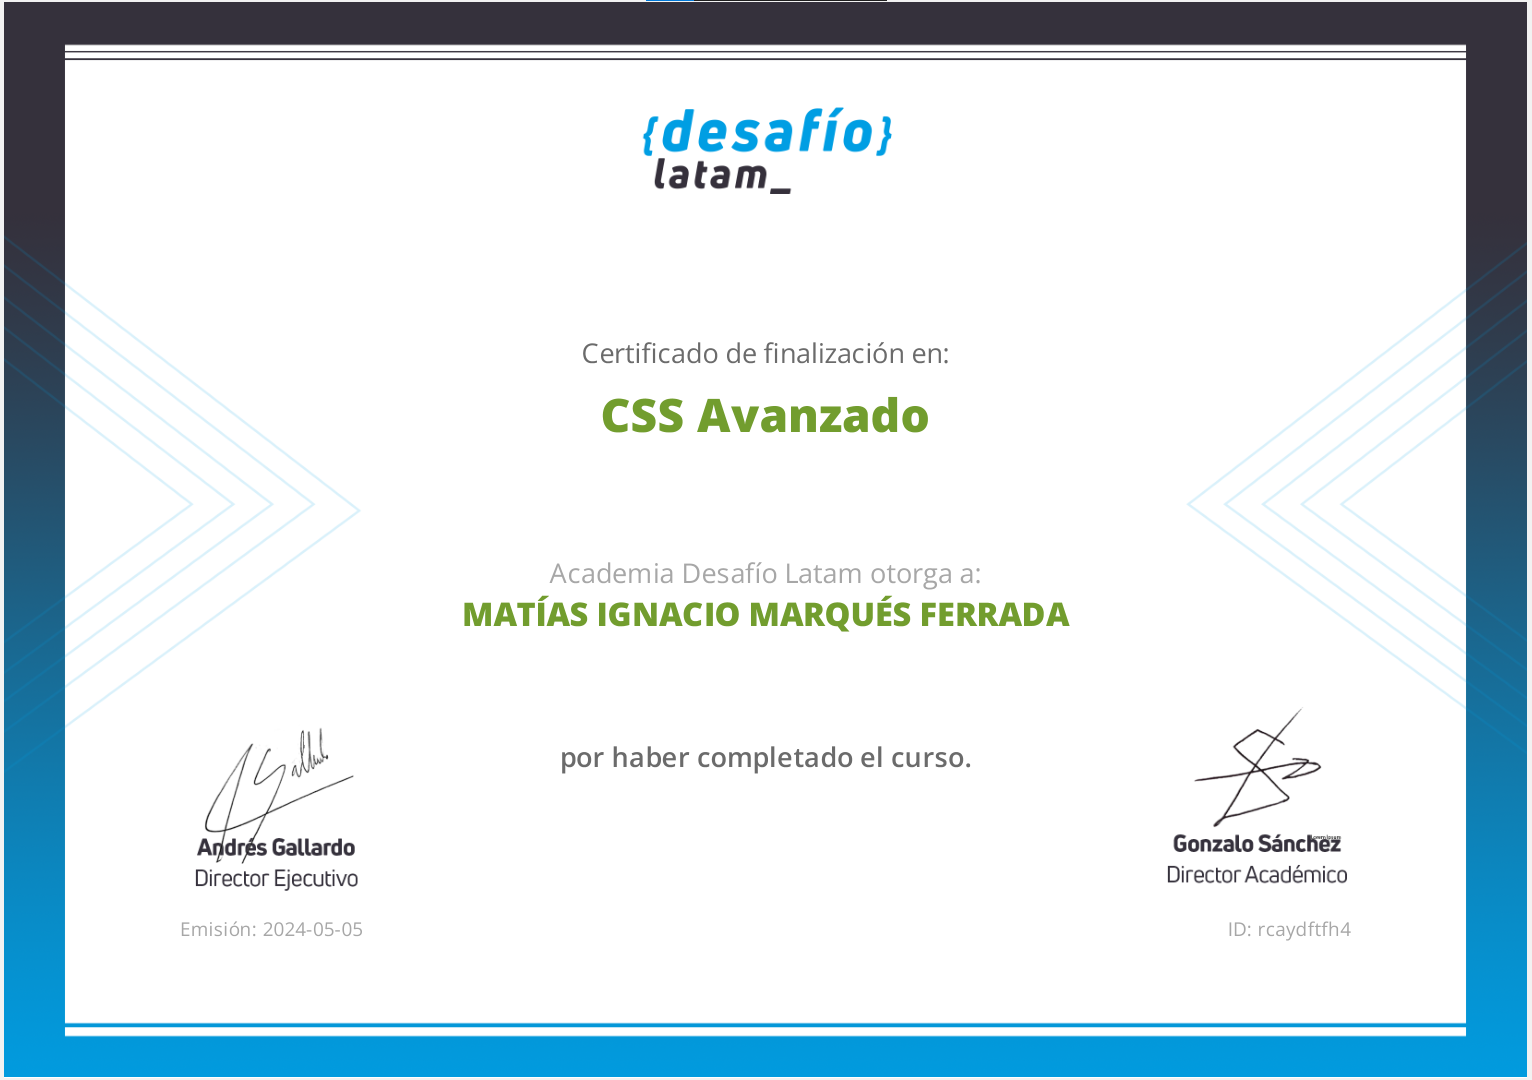 {desafío}
latam_
Certificado de finalización en:
CSS Avanzado
Academia Desafío Latam otorga a:
MATÍAS IGNACIO MARQUÉS FERRADA
por haber completado el curso.
Andrés Gallardo
Director Ejecutivo
Gonzalo Sánchez
Director Académico
Emisión: 2024-05-05
ID: rcaydftfh4